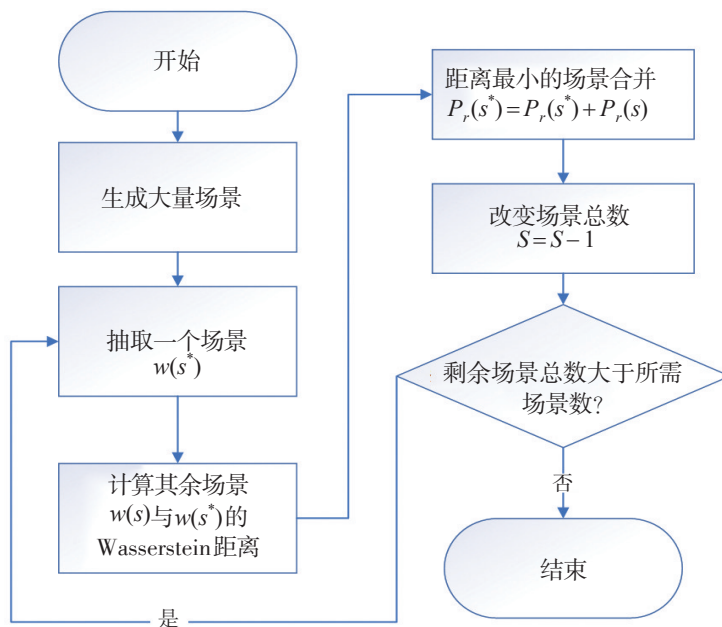 开始
生成大量场景
抽取一个场景
w(s*)
计算其余场景
w(s)与w(s*)的
Wasserstein距离
距离最小的场景合并
P_r(s*)=P_r(s*)+P_r(s)
改变场景总数
S=S-1
剩余场景总数大于所需
场景数?
否
结束
是